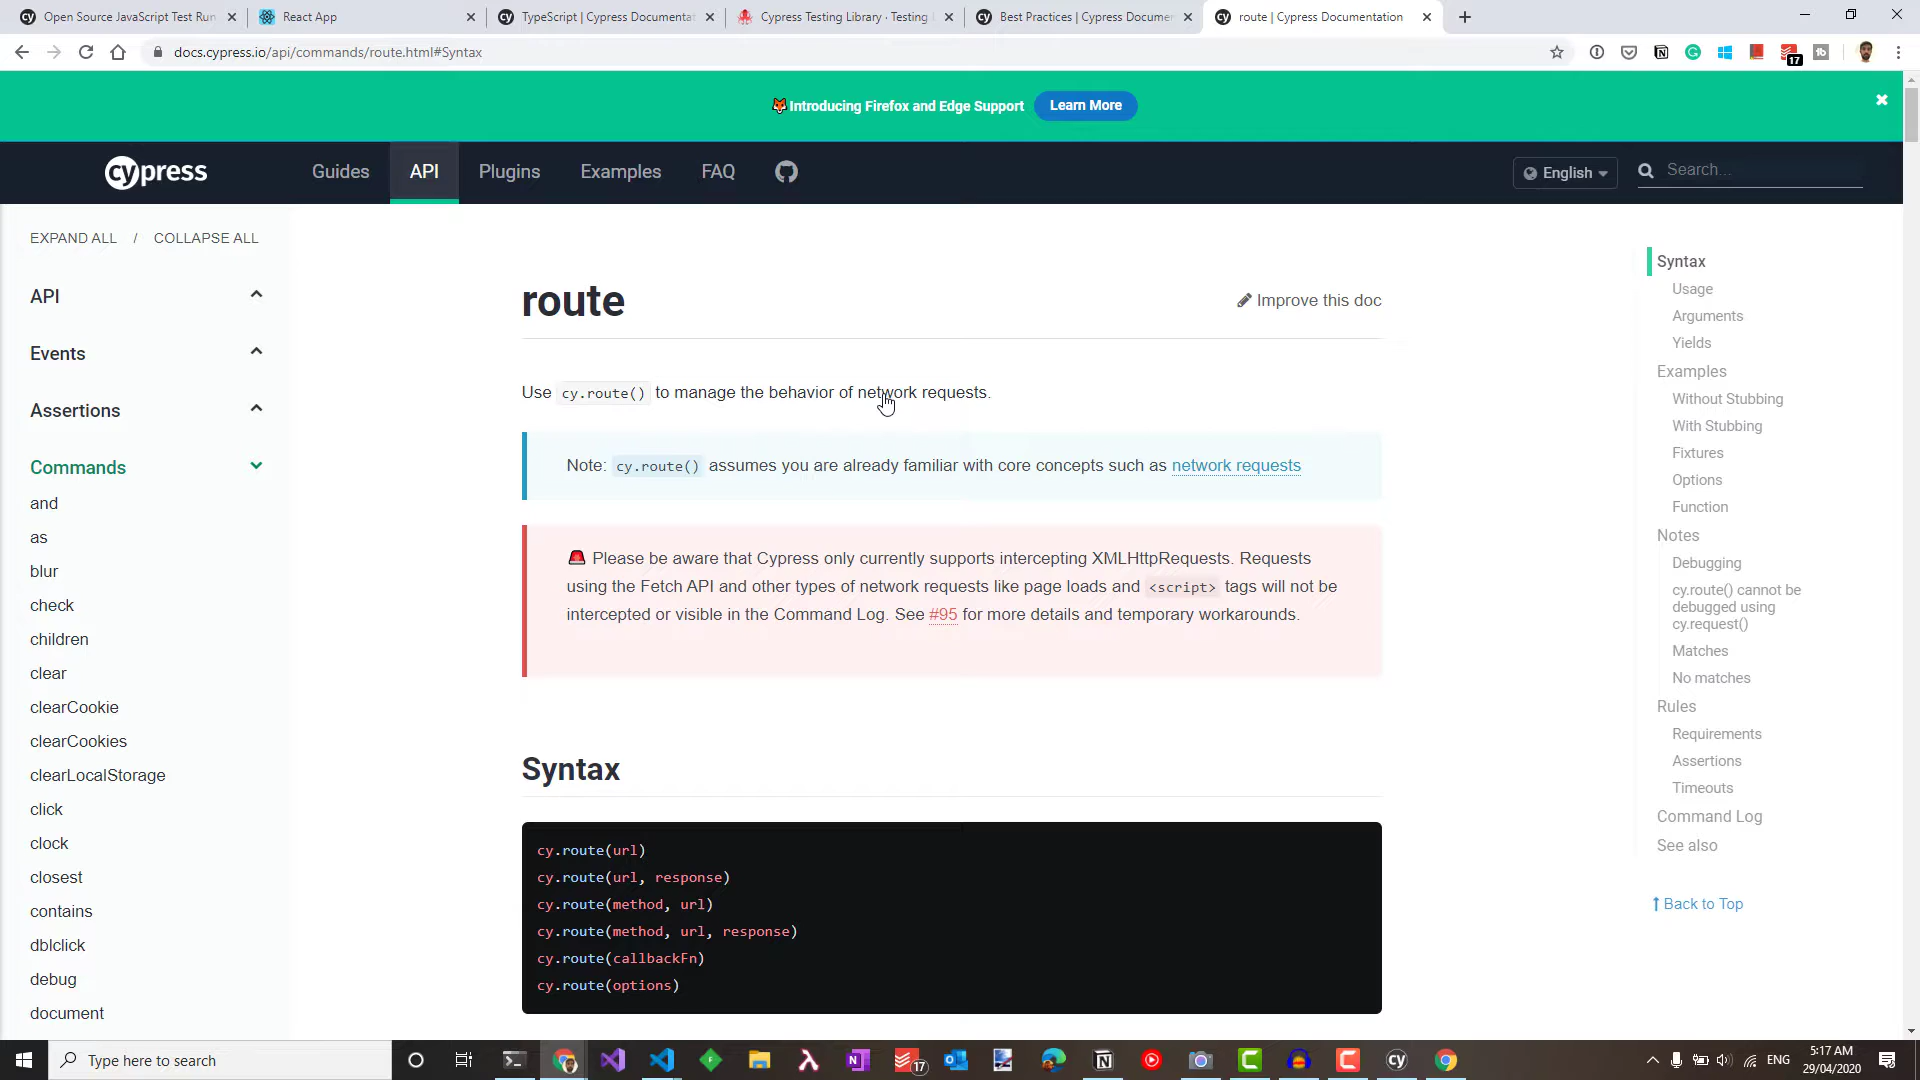 Open Source JavaScript Test Run
React App
TypeScript | Cypress Documentat
Cypress Testing Library · Testing
Best Practices | Cypress Docume
route | Cypress Documentation
docs.cypress.io/api/commands/route.html#Syntax
17
Introducing Firefox and Edge Support
Learn More
cypress
Guides
API
Plugins
Examples
FAQ
English
Search...
EXPAND ALL / COLLAPSE ALL
API
Events
Assertions
Commands
and
as
blur
check
children
clear
clearCookie
clearCookies
clearLocalStorage
click
clock
closest
contains
dblclick
debug
document
route
Improve this doc
Use cy.route() to manage the behavior of network requests.
Note: cy.route() assumes you are already familiar with core concepts such as network requests
Please be aware that Cypress only currently supports intercepting XMLHttpRequests. Requests
using the Fetch API and other types of network requests like page loads and <script> tags will not be
intercepted or visible in the Command Log. See #95 for more details and temporary workarounds.
Syntax
cy.route(url)
cy.route(url, response)
cy.route(method, url)
cy.route(method, url, response)
cy.route(callbackFn)
cy.route(options)
Syntax
Usage
Arguments
Yields
Examples
Without Stubbing
With Stubbing
Fixtures
Options
Function
Notes
Debugging
cy.route() cannot be
debugged using
cy.request()
Matches
No matches
Rules
Requirements
Assertions
Timeouts
Command Log
See also
Back to Top
Type here to search
17
ENG
5:17 AM
29/04/2020